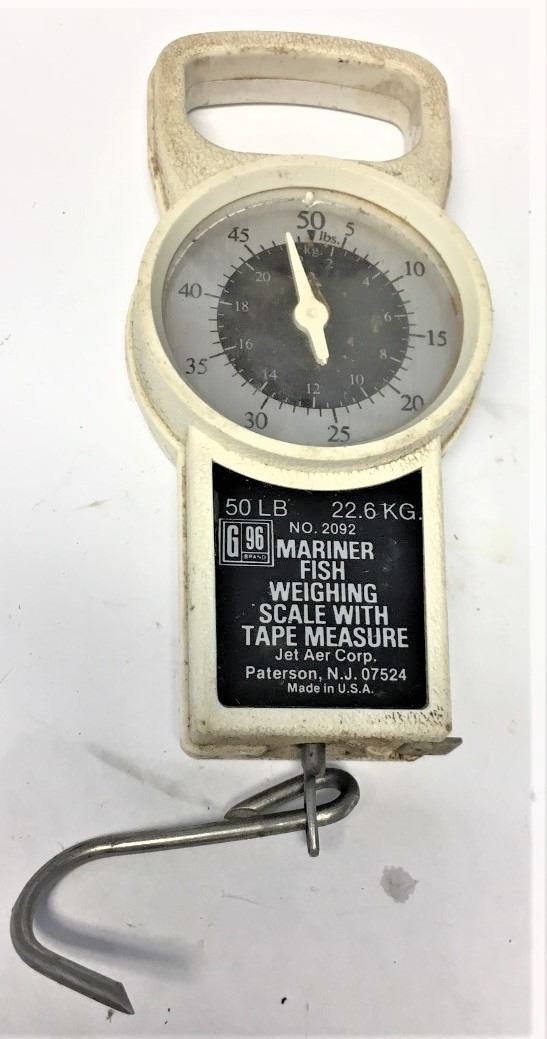 50
lbs.
5
10
15
20
25
30
35
40
45
kg.
2
4
6
8
10
12
14
16
18
20
50 LB 22.6 KG.
G 96
BRAND
NO. 2092
MARINER
FISH
WEIGHING
SCALE WITH
TAPE MEASURE
Jet Aer Corp.
Paterson, N.J. 07524
Made in U.S.A.